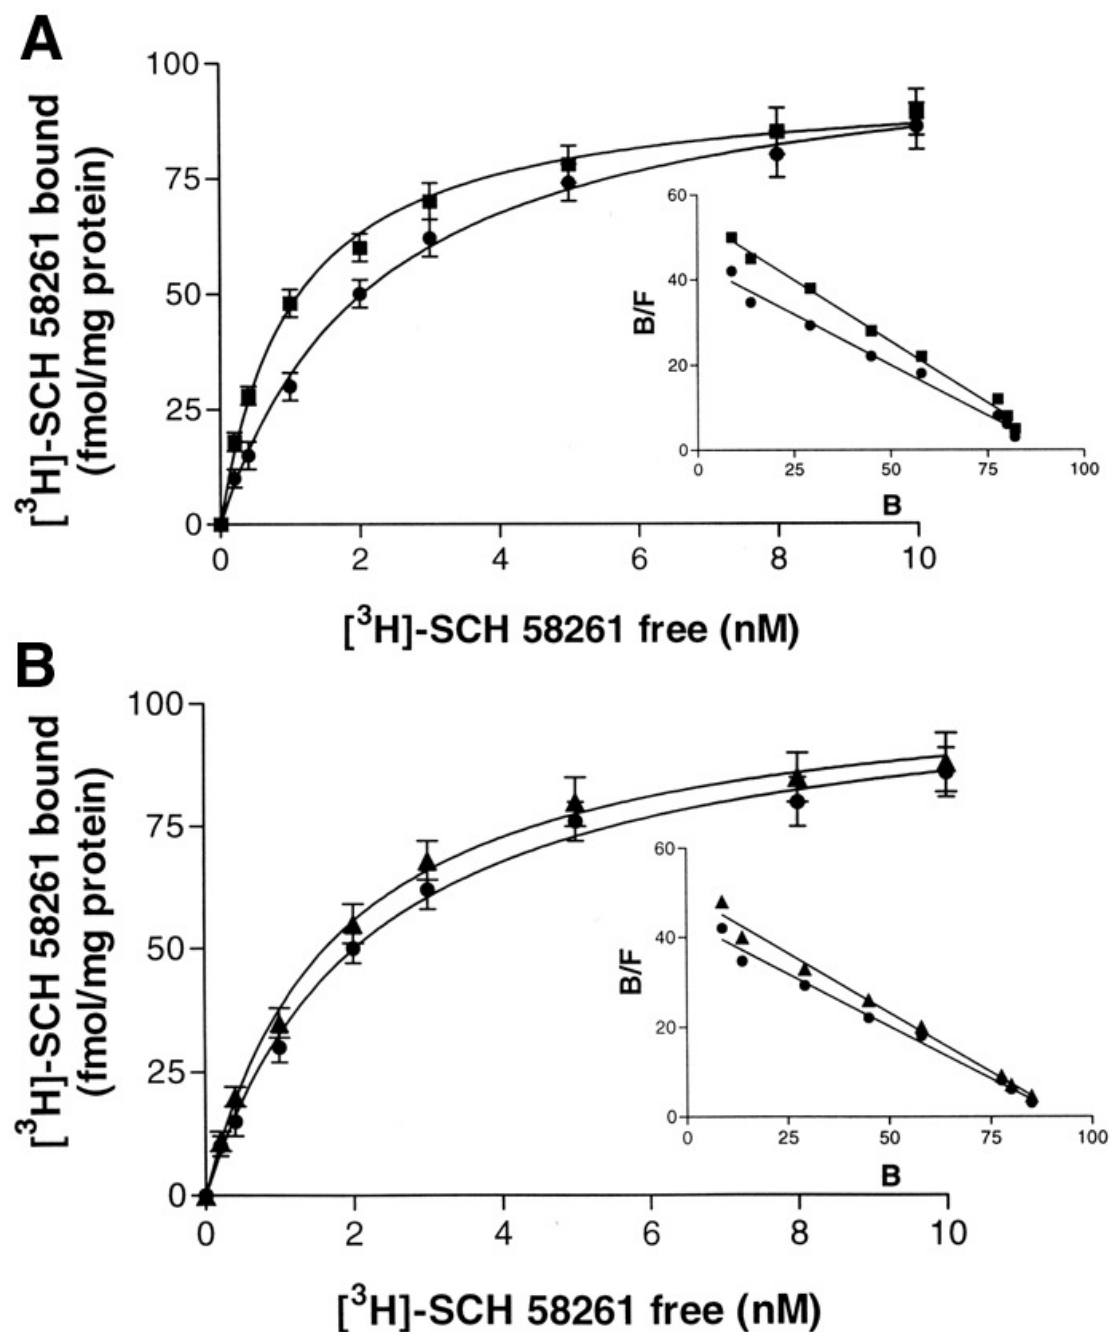 A
100
75
50
25
0
[³H]-SCH 58261 bound
(fmol/mg protein)
0 2 4 6 8 10
[³H]-SCH 58261 free (nM)
60
40
20
0
B/F
0 25 50 75 100
B
B
100
75
50
25
0
[³H]-SCH 58261 bound
(fmol/mg protein)
0 2 4 6 8 10
[³H]-SCH 58261 free (nM)
60
40
20
0
B/F
0 25 50 75 100
B